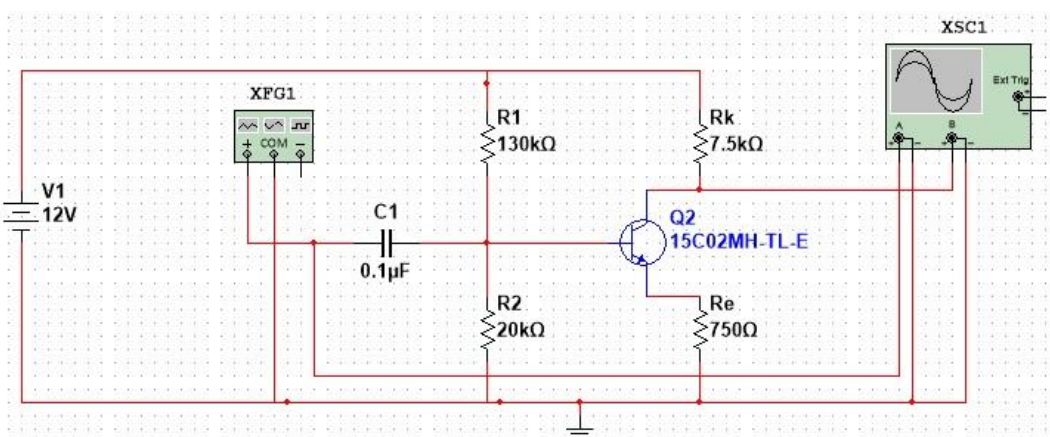 XSC1
XFG1
Ext Trig
+
-
+ COM -
A
B
+ - + -
R1
130kΩ
Rk
7.5kΩ
V1
12V
C1
0.1µF
Q2
15C02MH-TL-E
R2
20kΩ
Re
750Ω